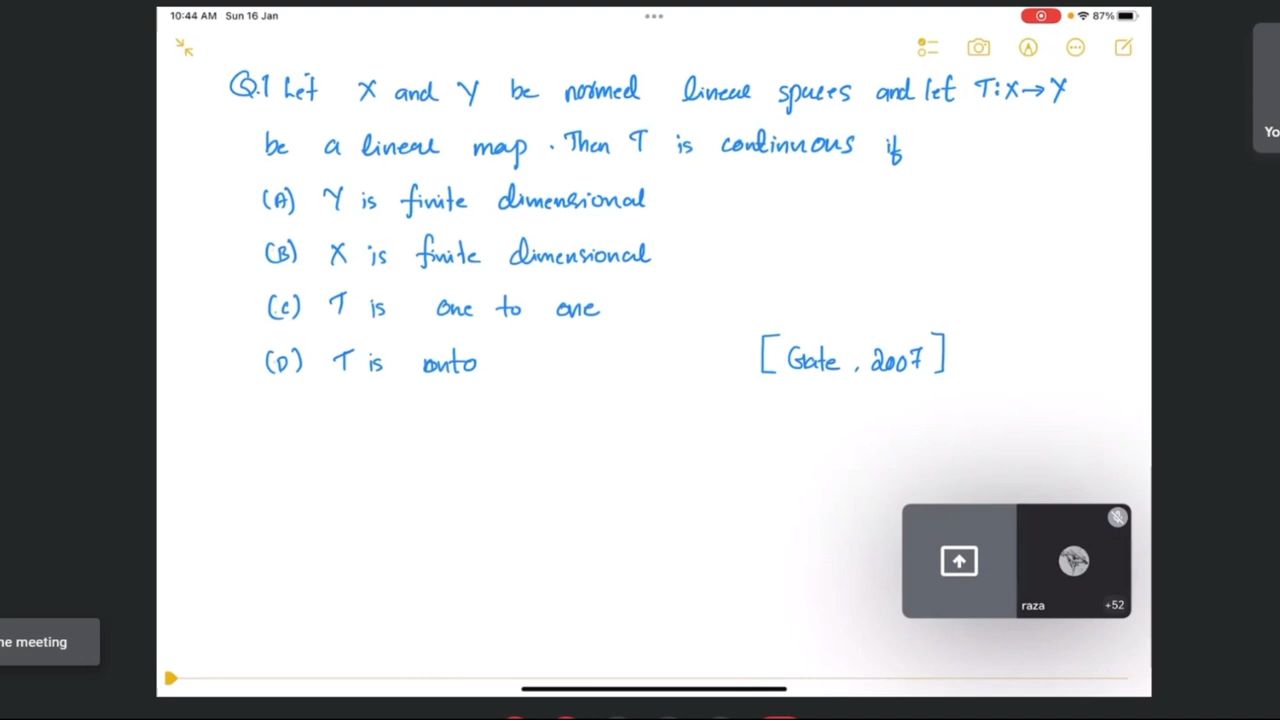 10:44 AM Sun 16 Jan
87%
Q.1 Let X and Y be normed linear spaces and let T:X→Y
be a linear map. Then T is continuous if
(A) Y is finite dimensional
(B) X is finite dimensional
(C) T is one to one
(D) T is onto [Gate, 2007]
Yo
raza +52
he meeting